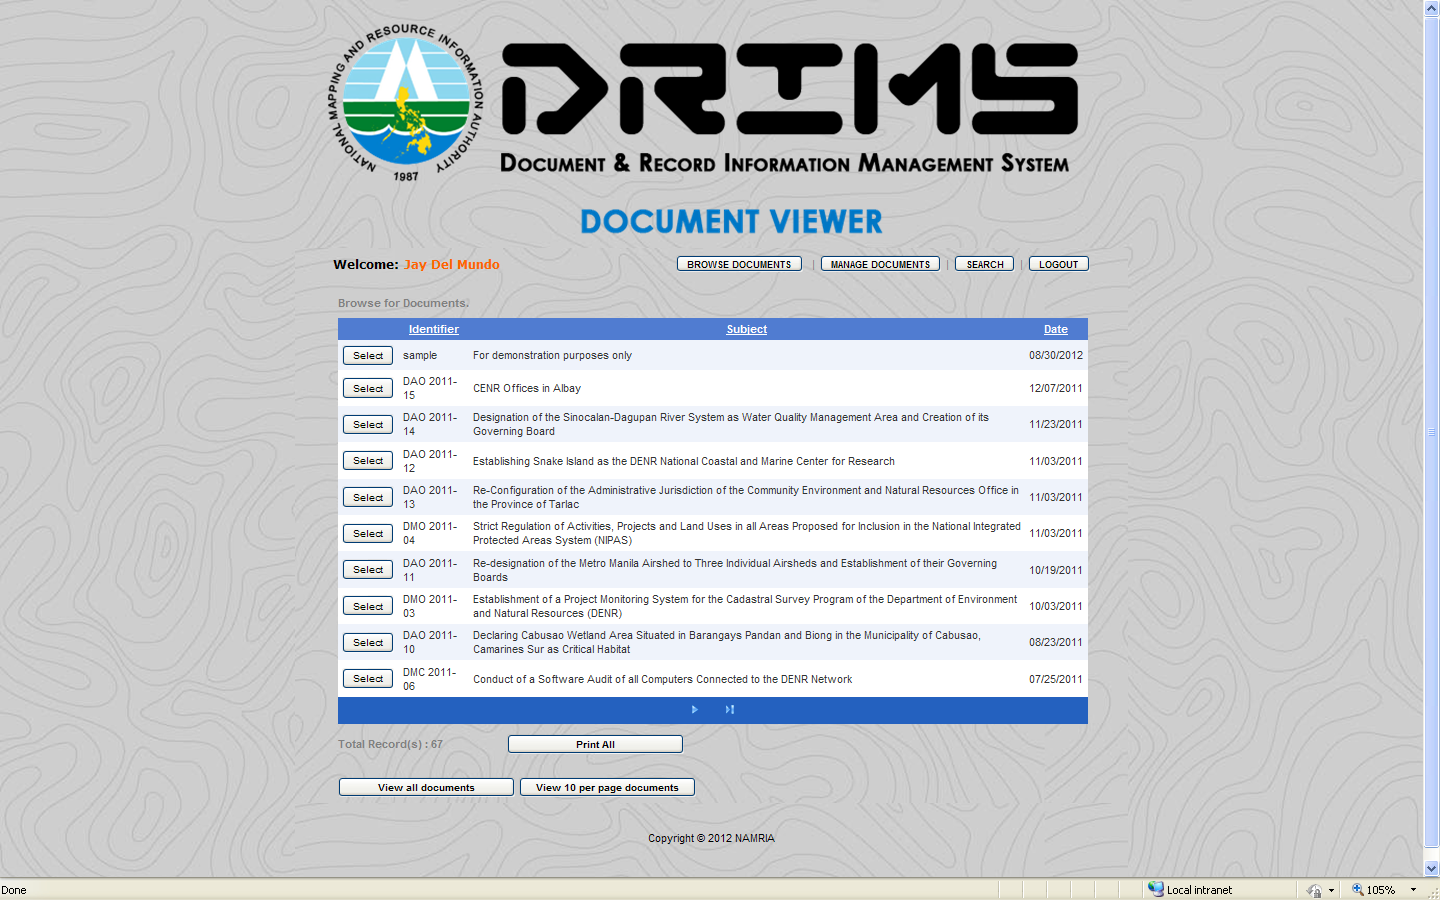 NATIONAL MAPPING AND RESOURCE INFORMATION AUTHORITY
1987
DRIMS
DOCUMENT & RECORD INFORMATION MANAGEMENT SYSTEM
DOCUMENT VIEWER
Welcome: Jay Del Mundo
BROWSE DOCUMENTS | MANAGE DOCUMENTS | SEARCH | LOGOUT
Browse for Documents.
Identifier Subject Date
Select sample For demonstration purposes only 08/30/2012
Select DAO 2011-
15 CENR Offices in Albay 12/07/2011
Select DAO 2011-
14 Designation of the Sinocalan-Dagupan River System as Water Quality Management Area and Creation of its
Governing Board 11/23/2011
Select DAO 2011-
12 Establishing Snake Island as the DENR National Coastal and Marine Center for Research 11/03/2011
Select DAO 2011-
13 Re-Configuration of the Administrative Jurisdiction of the Community Environment and Natural Resources Office in
the Province of Tarlac 11/03/2011
Select DMO 2011-
04 Strict Regulation of Activities, Projects and Land Uses in all Areas Proposed for Inclusion in the National Integrated
Protected Areas System (NIPAS) 11/03/2011
Select DAO 2011-
11 Re-designation of the Metro Manila Airshed to Three Individual Airsheds and Establishment of their Governing
Boards 10/19/2011
Select DMO 2011-
03 Establishment of a Project Monitoring System for the Cadastral Survey Program of the Department of Environment
and Natural Resources (DENR) 10/03/2011
Select DAO 2011-
10 Declaring Cabusao Wetland Area Situated in Barangays Pandan and Biong in the Municipality of Cabusao,
Camarines Sur as Critical Habitat 08/23/2011
Select DMC 2011-
06 Conduct of a Software Audit of all Computers Connected to the DENR Network 07/25/2011
Total Record(s) : 67 Print All
View all documents View 10 per page documents
Copyright © 2012 NAMRIA
Done Local intranet 105%